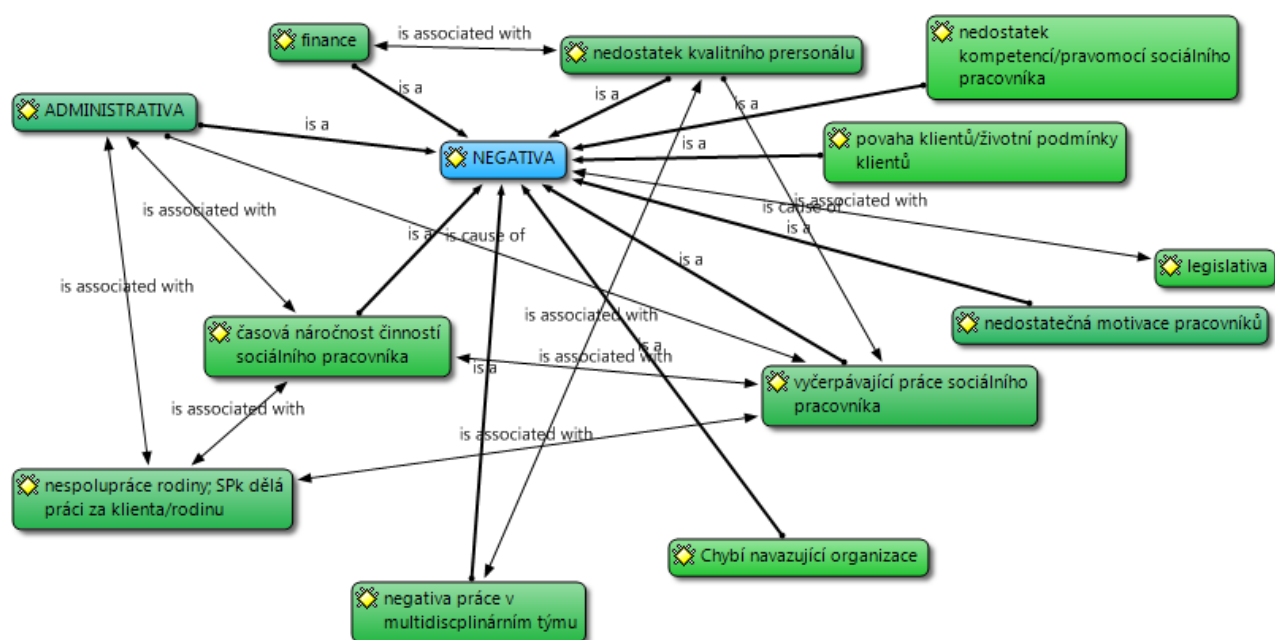 finance
is associated with
nedostatek kvalitního prersonálu
nedostatek
kompetencí/pravomocí sociálního
pracovníka
is a
is a
is a
ADMINISTRATIVA
is a
NEGATIVA
is a
povaha klientů/životní podmínky
klientů
is associated with
is associated with
is cause of
is a
is a
is cause of
is a
legislativa
is associated with
is associated with
nedostatečná motivace pracovníků
časová náročnost činností
sociálního pracovníka
is a
is associated with
is a
vyčerpávající práce sociálního
pracovníka
is associated with
is associated with
nespolupráce rodiny; SPk dělá
práci za klienta/rodinu
Chybí navazující organizace
negativa práce v
multidiscplinárním týmu